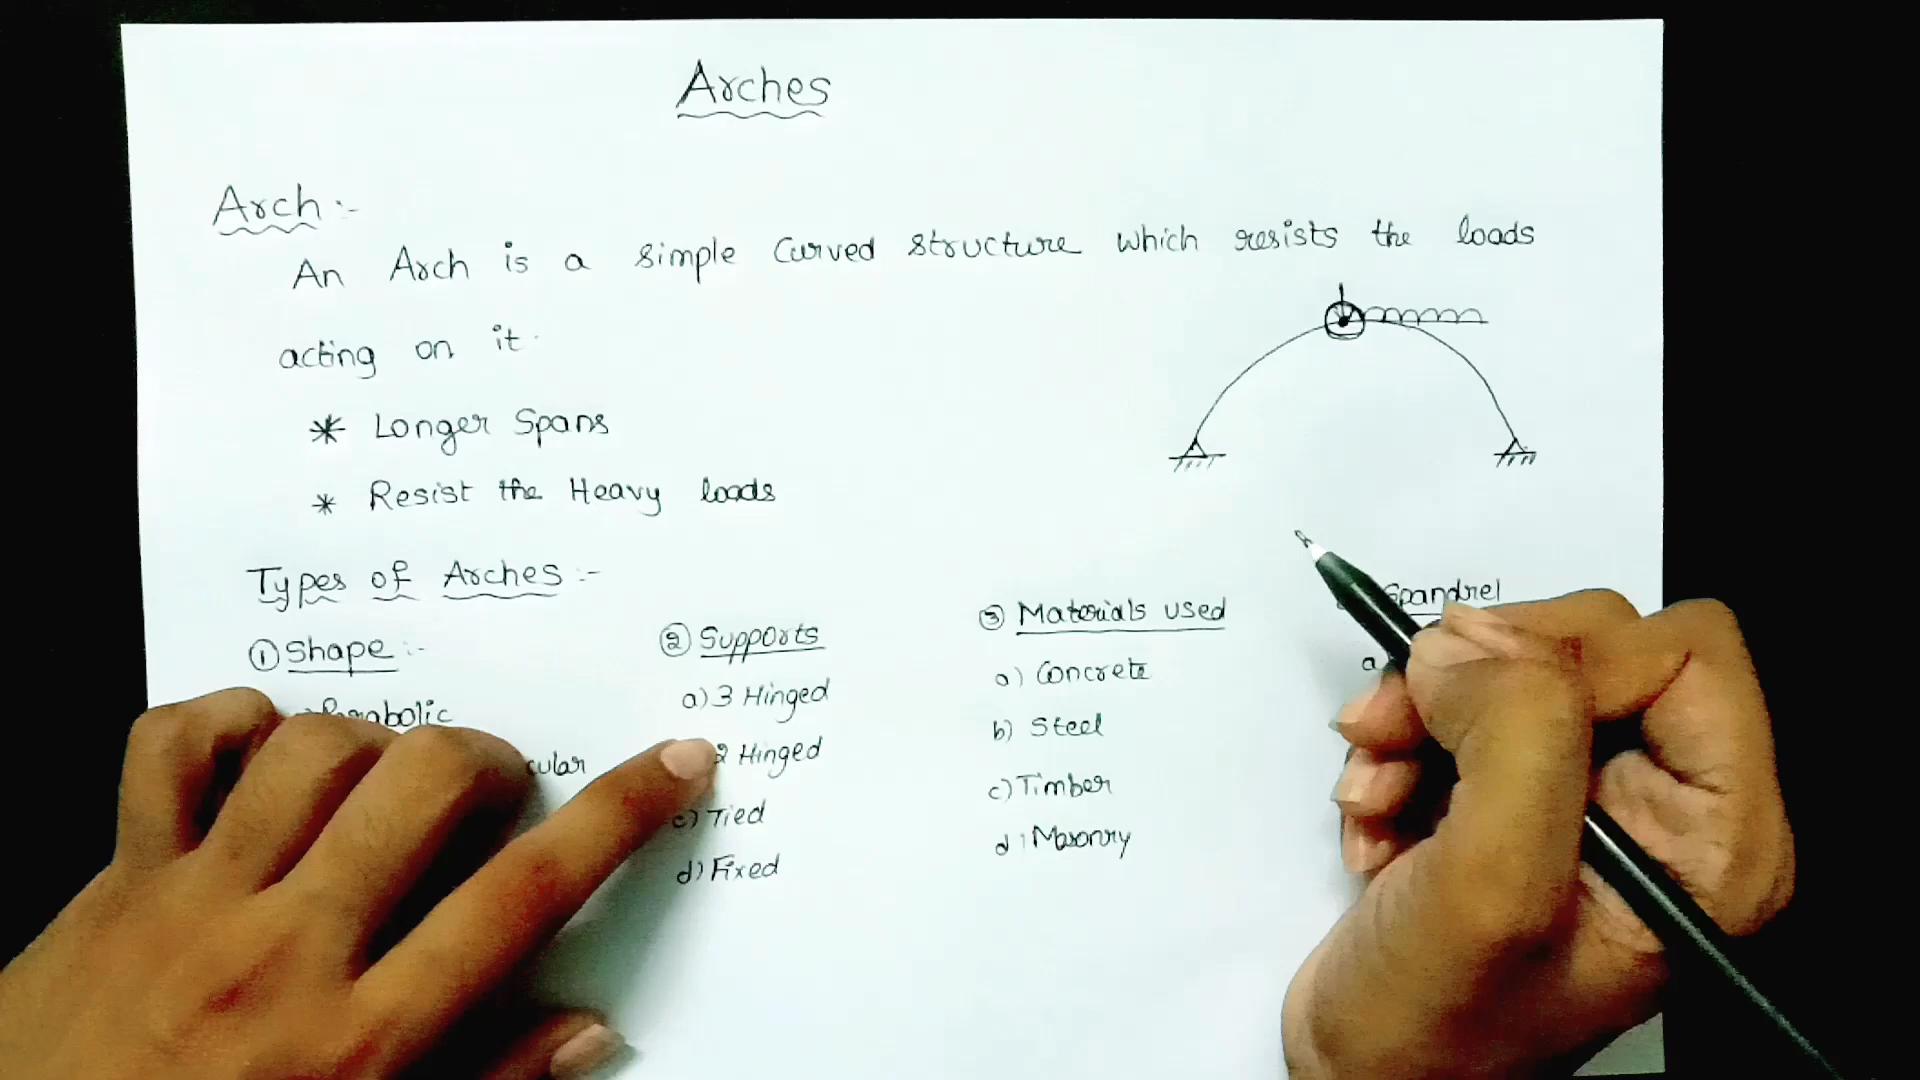 Arches
Arch :-
An Arch is a simple Curved structure which resists the loads
acting on it.
* Longer Spans
* Resist the Heavy loads
Types of Arches :-
① Shape :-
Parabolic
② Supports
a) 3 Hinged
2 Hinged
c) Tied
d) Fixed
③ Materials used
a) Concrete
b) Steel
c) Timber
d) Masonry
Spandrel
a